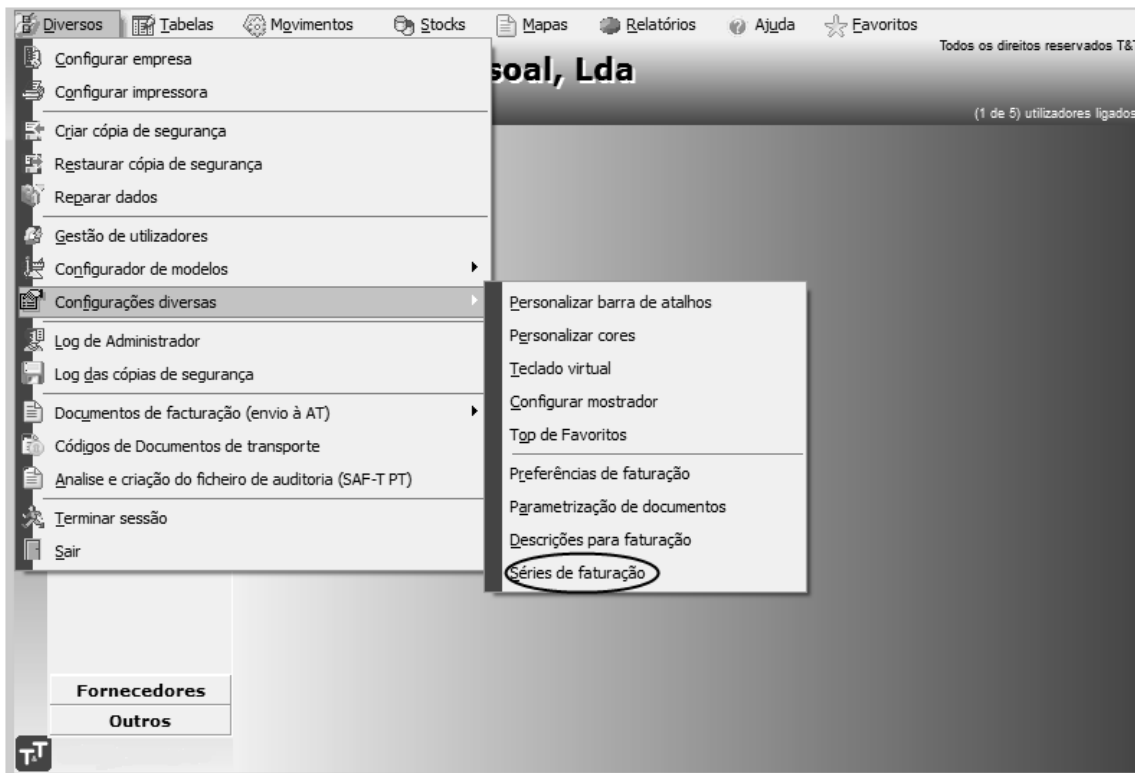 Diversos Tabelas Movimentos Stocks Mapas Relatórios Ajuda Favoritos
Todos os direitos reservados T&T
soal, Lda
(1 de 5) utilizadores ligados
Configurar empresa
Configurar impressora
Criar cópia de segurança
Restaurar cópia de segurança
Reparar dados
Gestão de utilizadores
Configurador de modelos
Configurações diversas
Log de Administrador
Log das cópias de segurança
Documentos de facturação (envio à AT)
Códigos de Documentos de transporte
Analise e criação do ficheiro de auditoria (SAF-T PT)
Terminar sessão
Sair
Personalizar barra de atalhos
Personalizar cores
Teclado virtual
Configurar mostrador
Top de Favoritos
Preferências de faturação
Parametrização de documentos
Descrições para faturação
Séries de faturação
Fornecedores
Outros
T&T